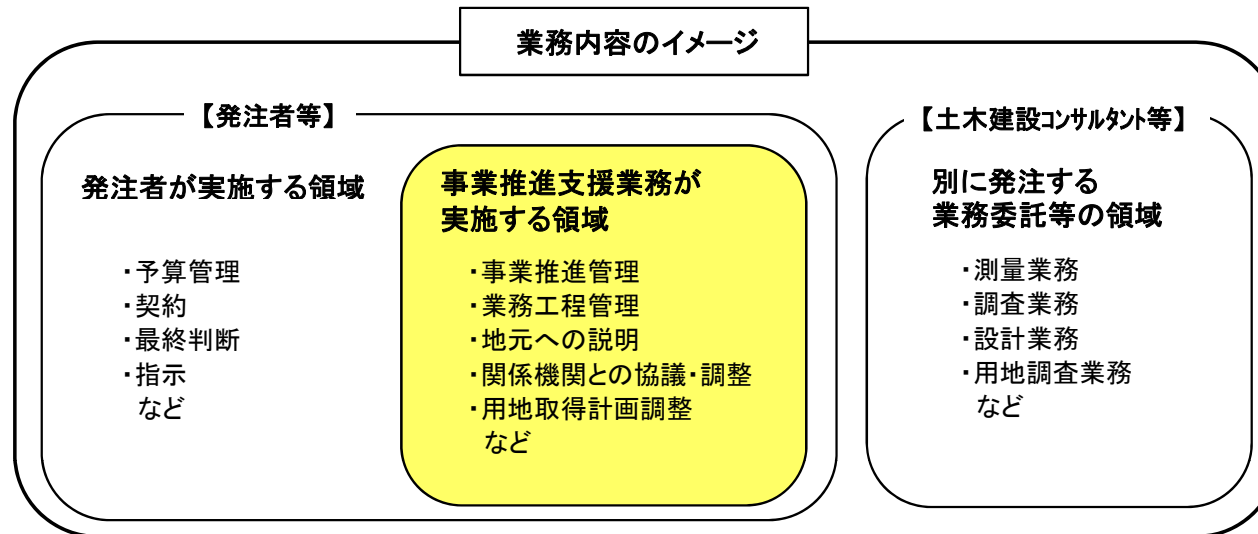 業務内容のイメージ
【発注者等】
発注者が実施する領域
・予算管理
・契約
・最終判断
・指示
など
事業推進支援業務が
実施する領域
・事業推進管理
・業務工程管理
・地元への説明
・関係機関との協議・調整
・用地取得計画調整
など
【土木建設コンサルタント等】
別に発注する
業務委託等の領域
・測量業務
・調査業務
・設計業務
・用地調査業務
など